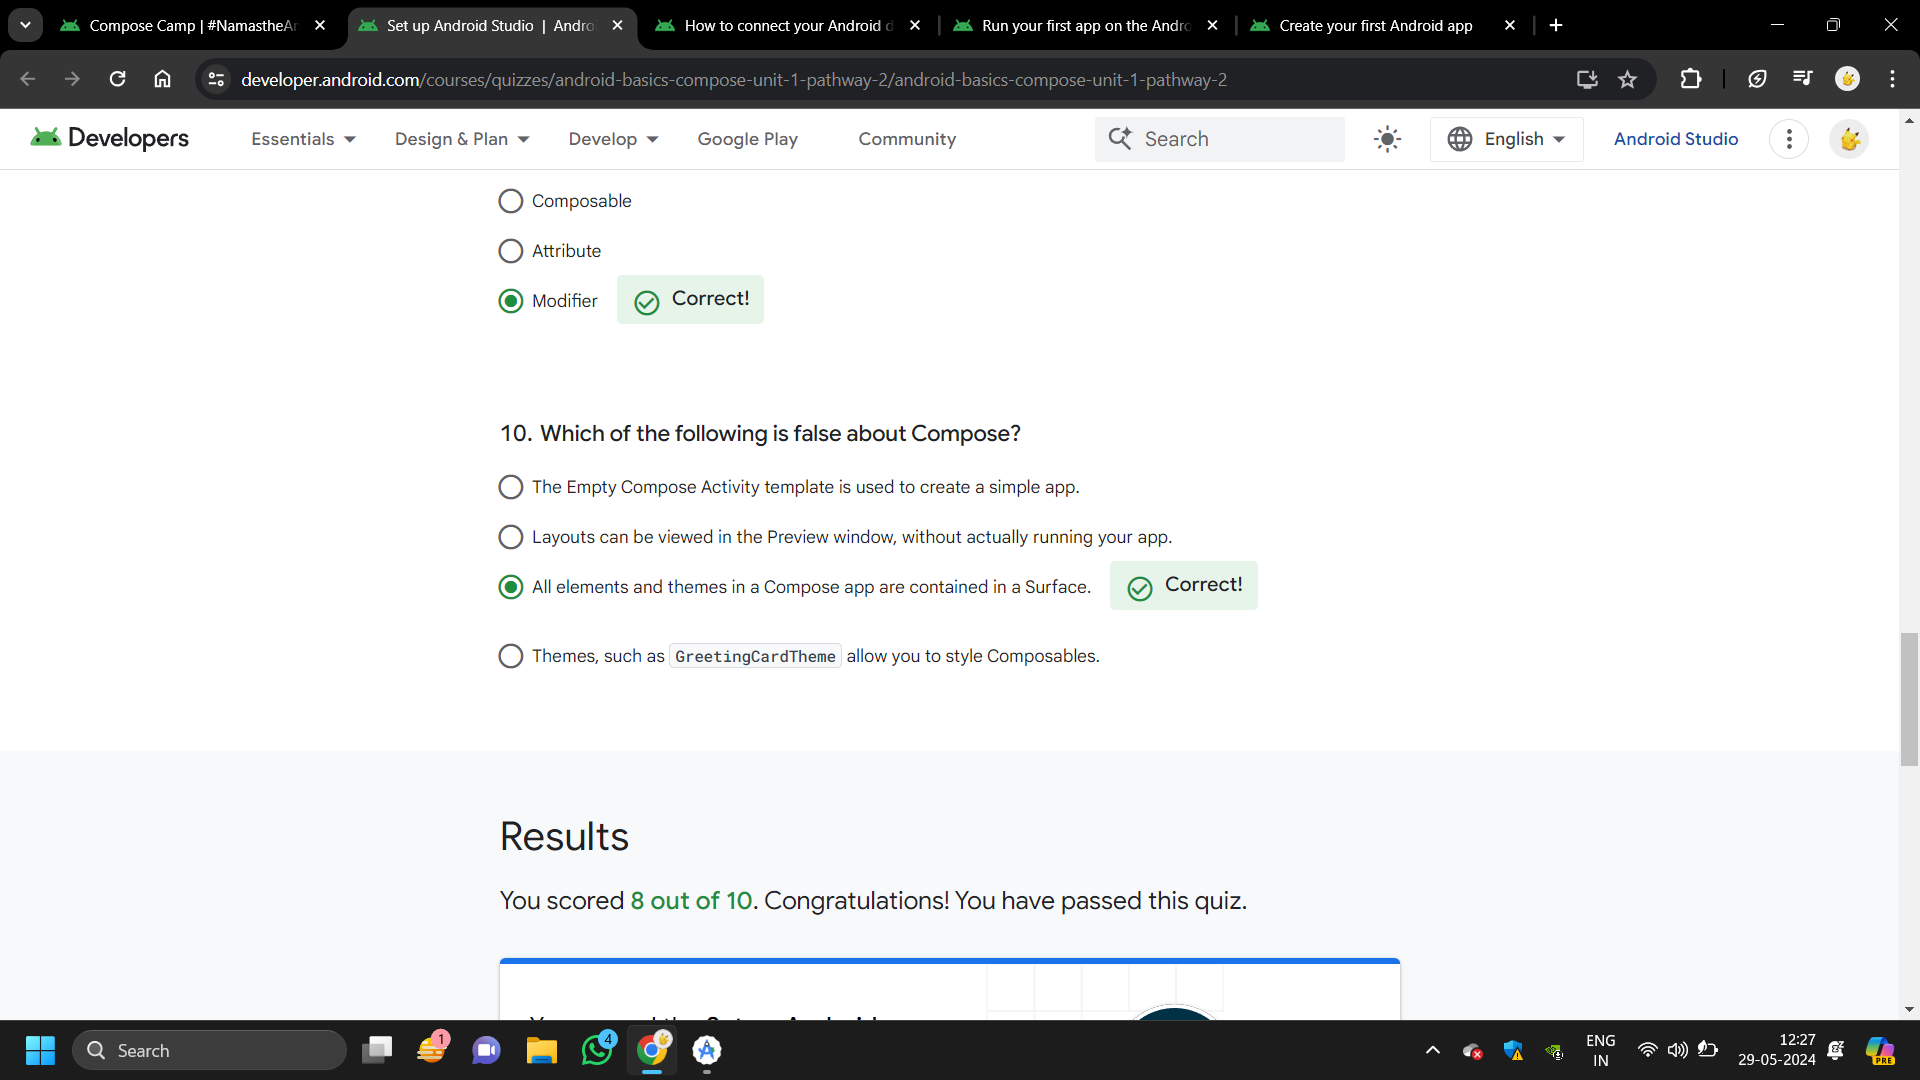 Compose Camp | #NamastheAn
Set up Android Studio | Andro
How to connect your Android d
Run your first app on the Andro
Create your first Android app
developer.android.com/courses/quizzes/android-basics-compose-unit-1-pathway-2/android-basics-compose-unit-1-pathway-2
Developers
Essentials
Design & Plan
Develop
Google Play
Community
Search
English
Android Studio
Composable
Attribute
Modifier
Correct!
10. Which of the following is false about Compose?
The Empty Compose Activity template is used to create a simple app.
Layouts can be viewed in the Preview window, without actually running your app.
All elements and themes in a Compose app are contained in a Surface.
Correct!
Themes, such as GreetingCardTheme allow you to style Composables.
Results
You scored 8 out of 10. Congratulations! You have passed this quiz.
Search
1
4
ENG
IN
12:27
29-05-2024
PRE